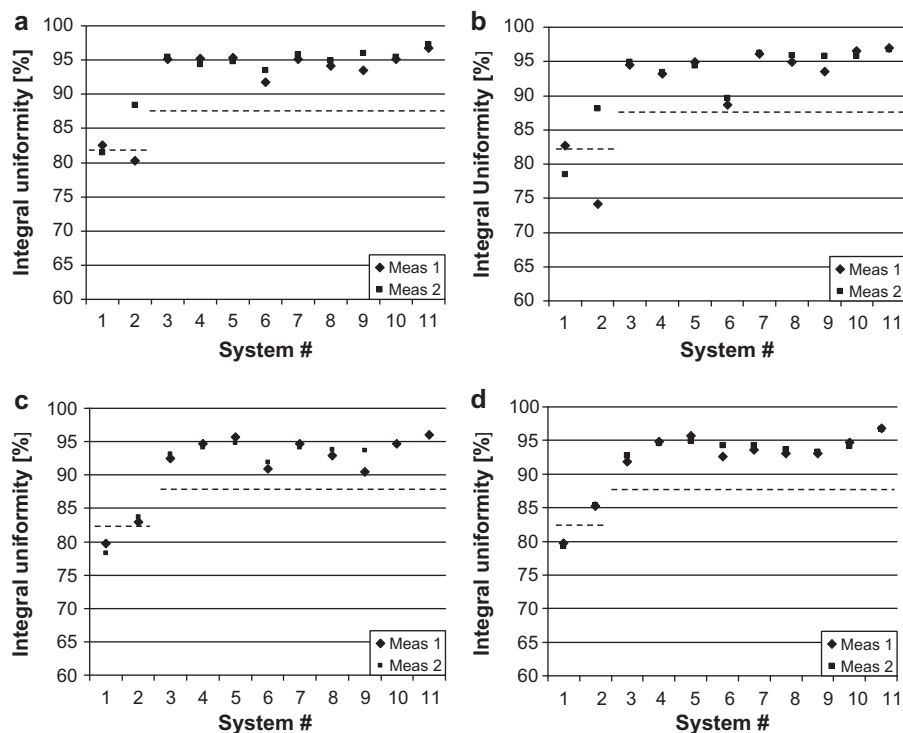 a
Integral uniformity [%]
100
95
90
85
80
75
70
65
60
Meas 1
Meas 2
1 2 3 4 5 6 7 8 9 10 11
System #
b
Integral Uniformity [%]
100
95
90
85
80
75
70
65
60
Meas 1
Meas 2
1 2 3 4 5 6 7 8 9 10 11
System #
c
Integral uniformity [%]
100
95
90
85
80
75
70
65
60
Meas 1
Meas 2
1 2 3 4 5 6 7 8 9 10 11
System #
d
Integral uniformity [%]
100
95
90
85
80
75
70
65
60
Meas 1
Meas 2
1 2 3 4 5 6 7 8 9 10 11
System #